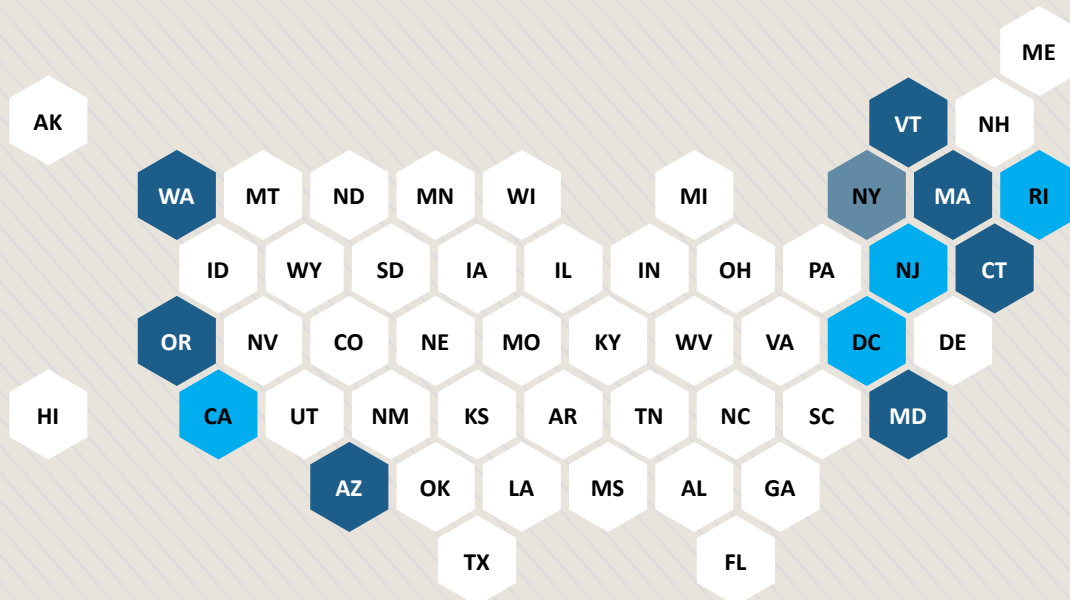 ME
AK VT NH
WA MT ND MN WI MI NY MA RI
ID WY SD IA IL IN OH PA NJ CT
OR NV CO NE MO KY WV VA DC DE
HI CA UT NM KS AR TN NC SC MD
AZ OK LA MS AL GA
TX FL